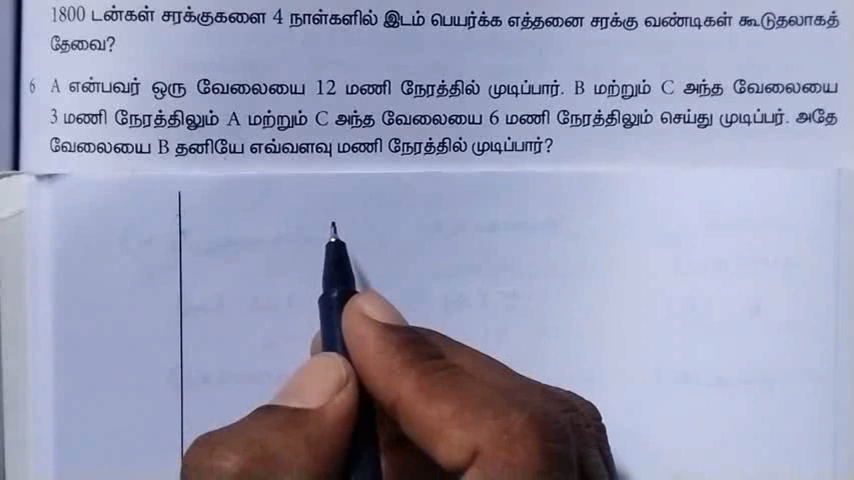 1800 டன்கள் சரக்குகளை 4 நாள்களில் இடம் பெயர்க்க எத்தனை சரக்கு வண்டிகள் கூடுதலாகத்
தேவை?
6 A என்பவர் ஒரு வேலையை 12 மணி நேரத்தில் முடிப்பார். B மற்றும் C அந்த வேலையை
3 மணி நேரத்திலும் A மற்றும் C அந்த வேலையை 6 மணி நேரத்திலும் செய்து முடிப்பர். அதே
வேலையை B தனியே எவ்வளவு மணி நேரத்தில் முடிப்பார்?